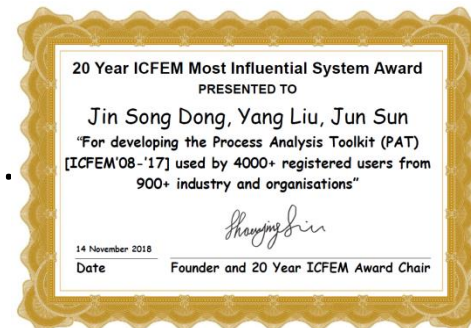 20 Year ICFEM Most Influential System Award
PRESENTED TO
Jin Song Dong, Yang Liu, Jun Sun
"For developing the Process Analysis Toolkit (PAT)
[ICFEM'08-'17] used by 4000+ registered users from
900+ industry and organisations"
14 November 2018
Date Founder and 20 Year ICFEM Award Chair